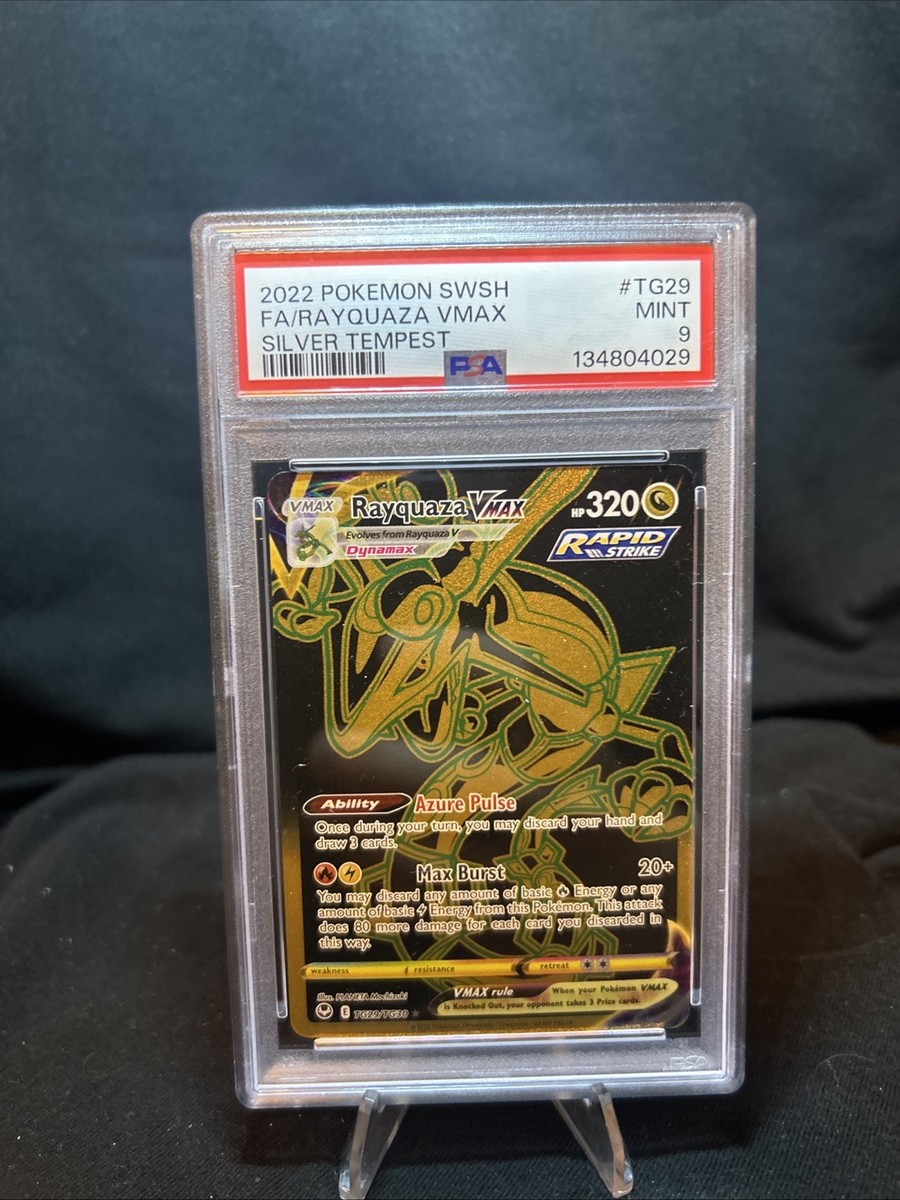 2022 POKEMON SWSH #TG29
FA/RAYQUAZA VMAX MINT
SILVER TEMPEST 9
PSA 134804029
VMAX Rayquaza VMAX HP 320
Evolves from Rayquaza V
Dynamax
RAPID
STRIKE
Ability Azure Pulse
Once during your turn, you may discard your hand and
draw 3 cards.
Max Burst 20+
You may discard any amount of basic Energy or any
amount of basic Energy from this Pokémon. This attack
does 80 more damage for each card you discarded in
this way.
weakness resistance retreat
Illus. PLANETA Mochizuki
VMAX rule When your Pokémon VMAX
is Knocked Out, your opponent takes 3 Prize cards.
E TG29/TG30